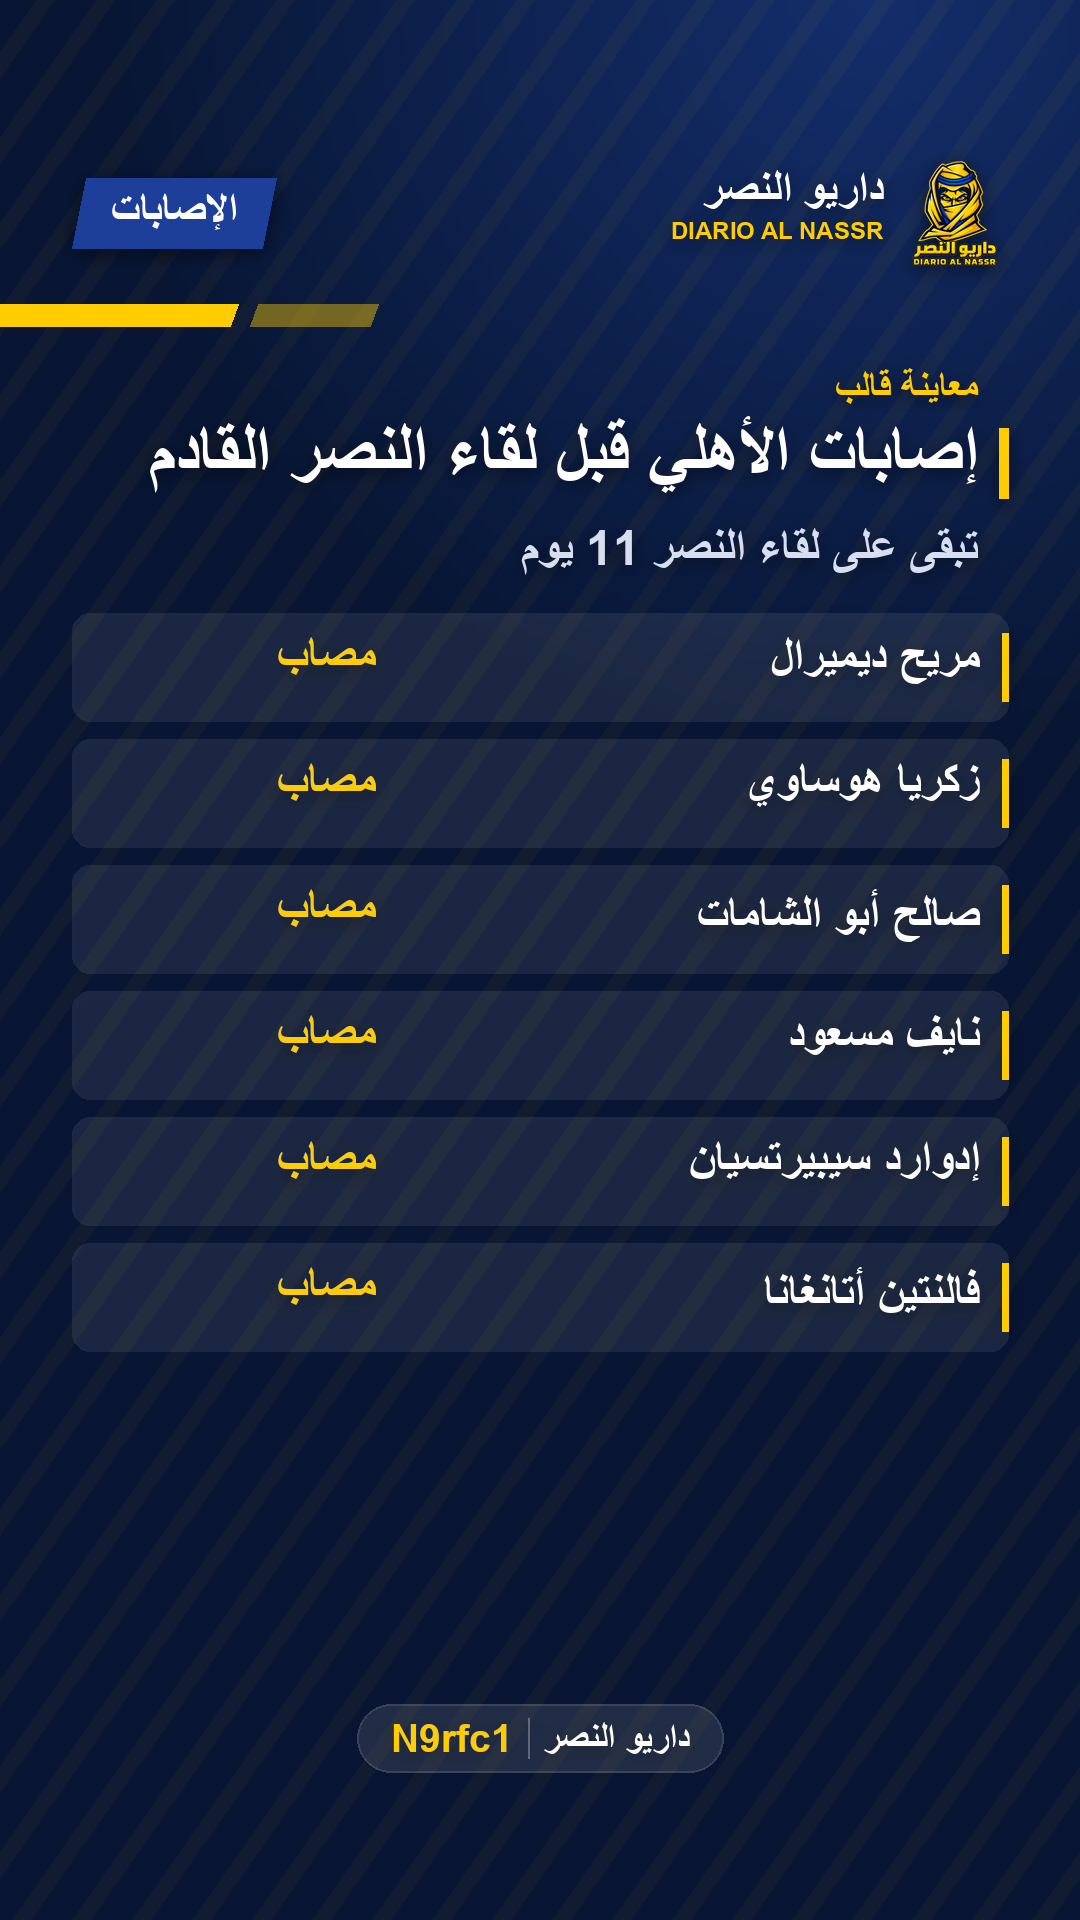 داريو النصر
DIARIO AL NASSR
داريو النصر
DIARIO AL NASSR
الإصابات
معاينة قالب
إصابات الأهلي قبل لقاء النصر القادم
تبقى على لقاء النصر 11 يوم
مريح ديميرال مصاب
زكريا هوساوي مصاب
صالح أبو الشامات مصاب
نايف مسعود مصاب
إدوارد سيبيرتسيان مصاب
فالنتين أتانغانا مصاب
داريو النصر N9rfc1